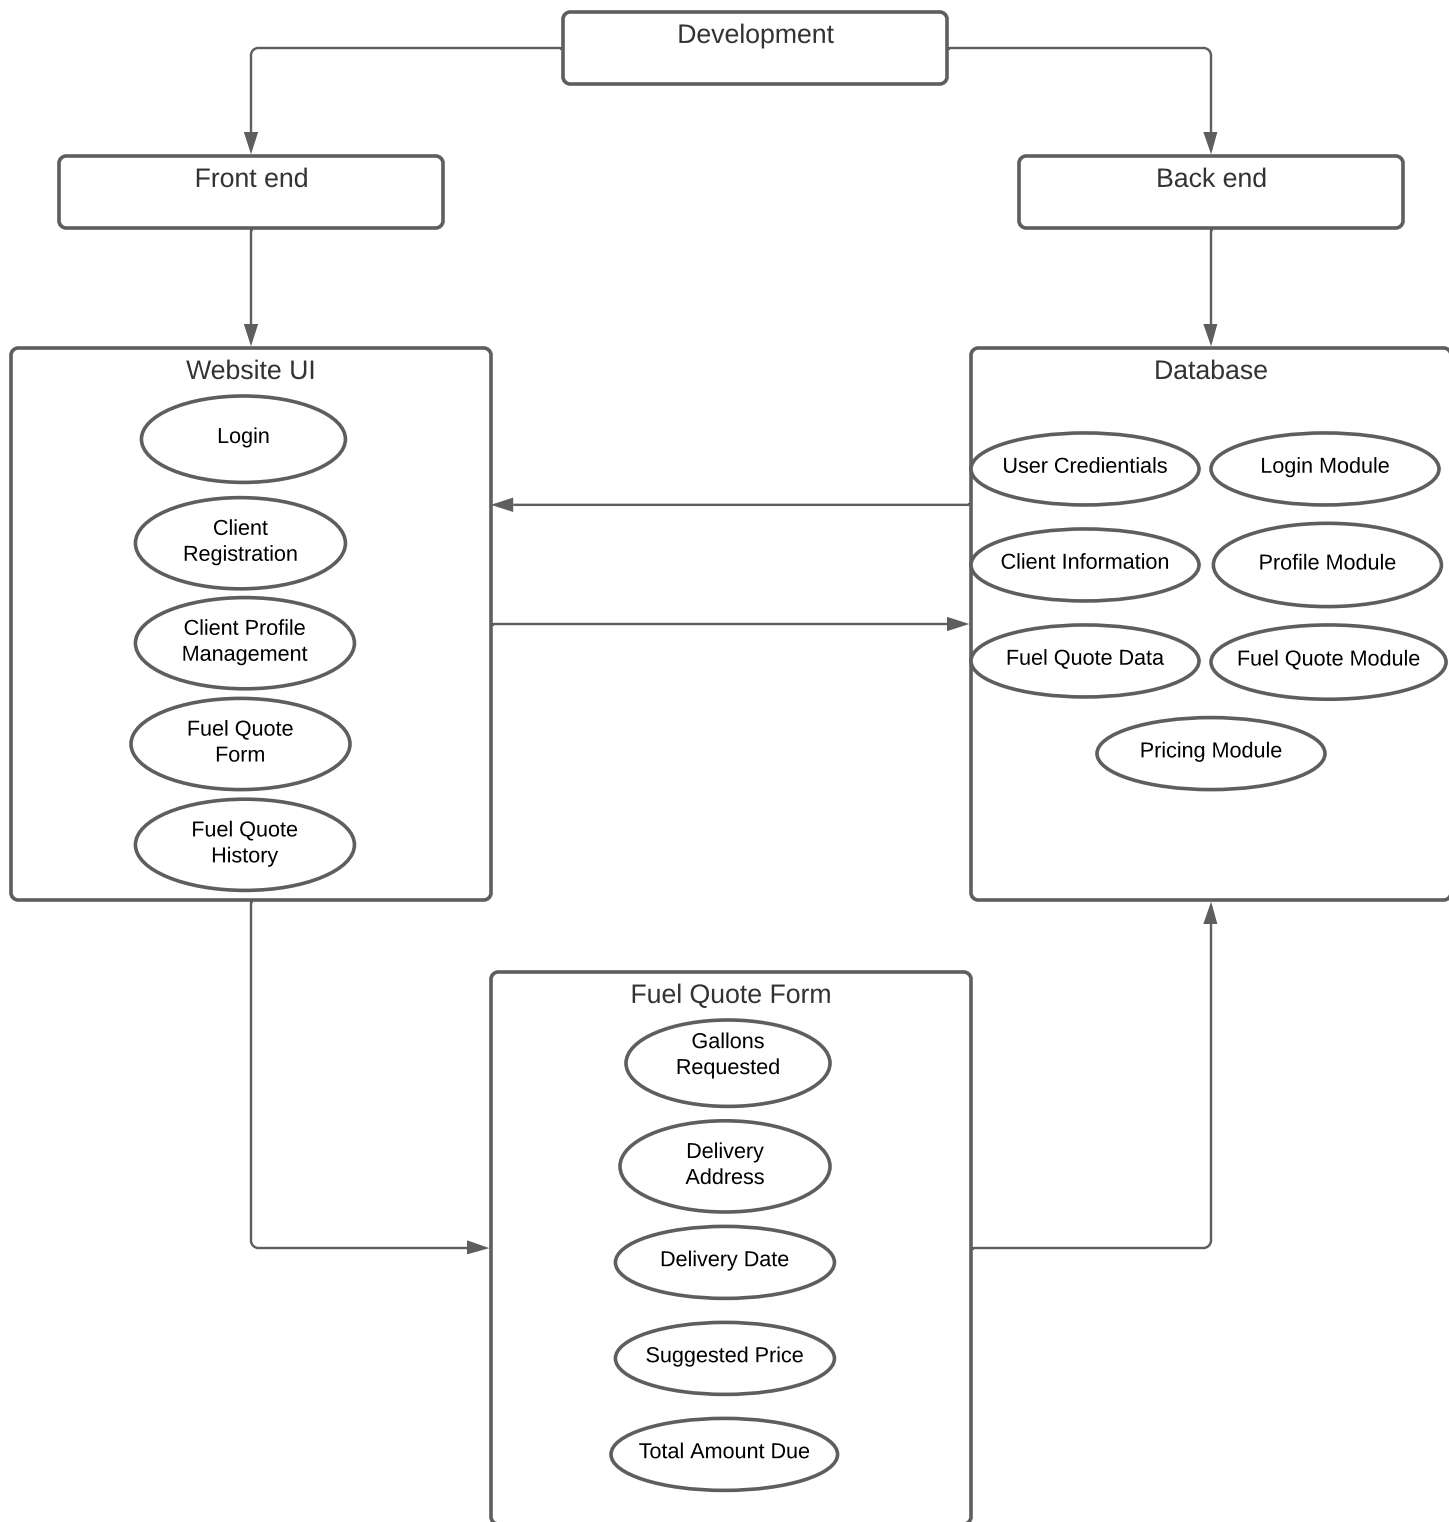 Development
Front end
Back end
Website UI
Login
Client
Registration
Client Profile
Management
Fuel Quote
Form
Fuel Quote
History
Database
User Credientials
Login Module
Client Information
Profile Module
Fuel Quote Data
Fuel Quote Module
Pricing Module
Fuel Quote Form
Gallons
Requested
Delivery
Address
Delivery Date
Suggested Price
Total Amount Due